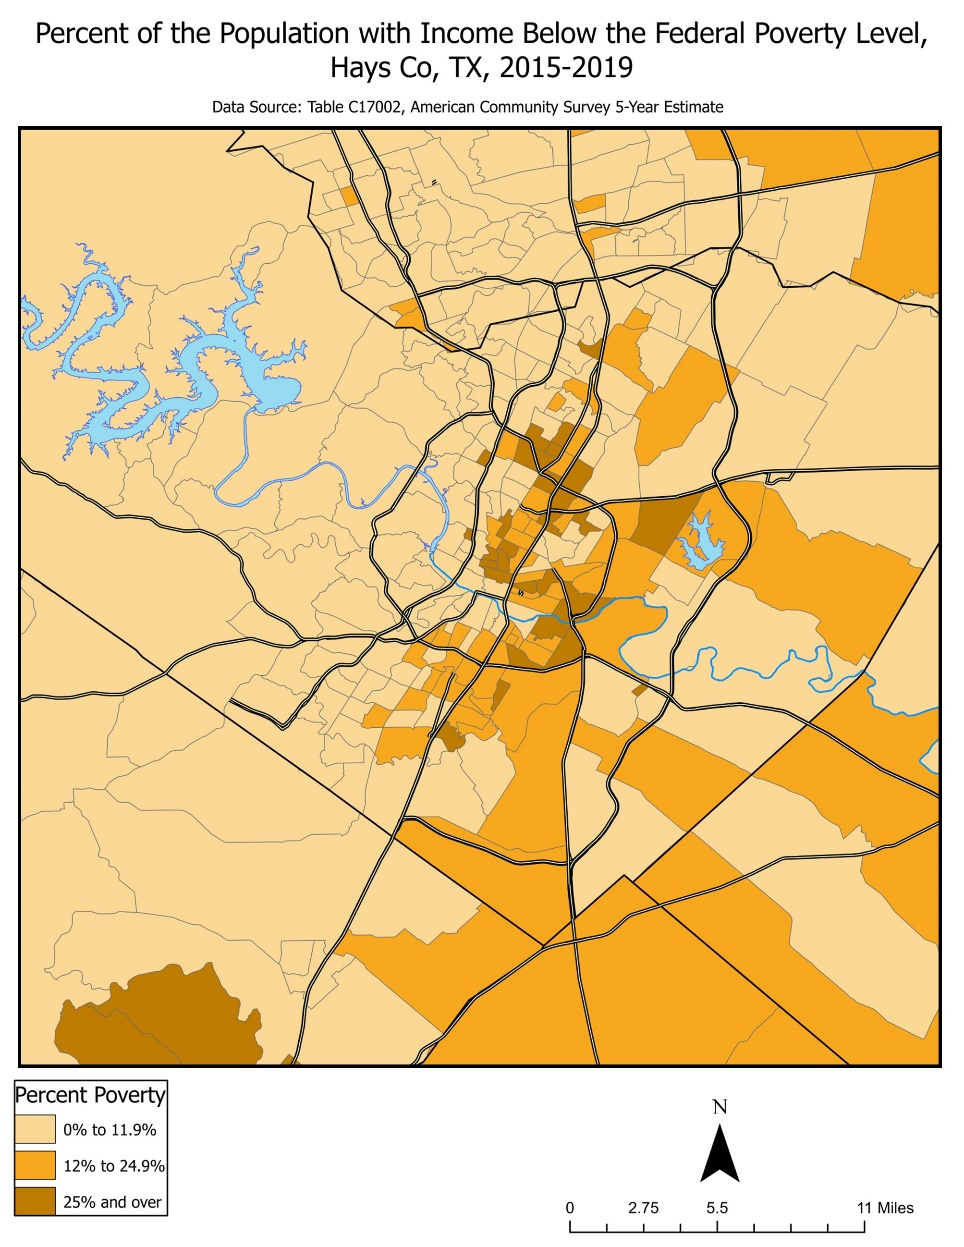 Percent of the Population with Income Below the Federal Poverty Level,
Hays Co, TX, 2015-2019
Data Source: Table C17002, American Community Survey 5-Year Estimate
Percent Poverty
0% to 11.9%
12% to 24.9%
25% and over
N
0 2.75 5.5 11 Miles